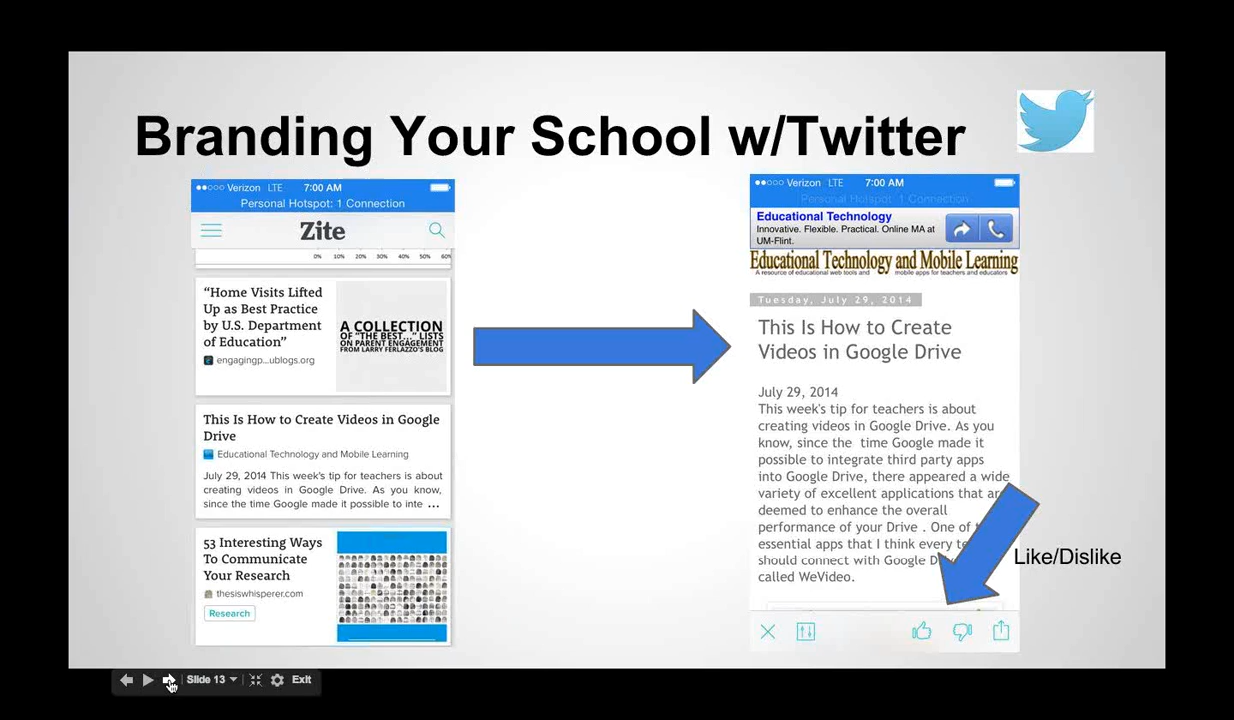 Branding Your School w/Twitter
Verizon LTE 7:00 AM
Personal Hotspot: 1 Connection
Zite
0% 10% 20% 30% 40% 50% 60%
“Home Visits Lifted
Up as Best Practice
by U.S. Department
of Education”
engagingp...ublogs.org
A COLLECTION
OF "THE BEST..." LISTS
ON PARENT ENGAGEMENT
FROM LARRY FERLAZZO'S BLOG
This Is How to Create Videos in Google
Drive
Educational Technology and Mobile Learning
July 29, 2014 This week's tip for teachers is about
creating videos in Google Drive. As you know,
since the time Google made it possible to inte ...
53 Interesting Ways
To Communicate
Your Research
thesiswhisperer.com
Research
Verizon LTE 7:00 AM
Personal Hotspot: 1 Connection
Educational Technology
Innovative. Flexible. Practical. Online MA at
UM-Flint.
Educational Technology and Mobile Learning
A resource of educational web tools and mobile apps for teachers and educators
Tuesday, July 29, 2014
This Is How to Create
Videos in Google Drive
July 29, 2014
This week's tip for teachers is about
creating videos in Google Drive. As you
know, since the time Google made it
possible to integrate third party apps
into Google Drive, there appeared a wide
variety of excellent applications that are
deemed to enhance the overall
performance of your Drive . One of
essential apps that I think every
should connect with Google
called WeVideo.
Like/Dislike
Slide 13
Exit